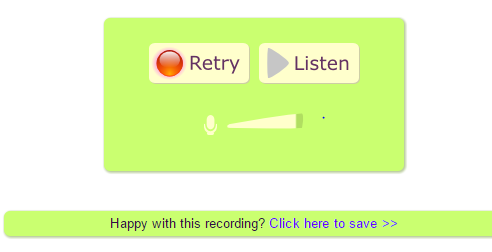 Retry Listen
Happy with this recording? Click here to save >>